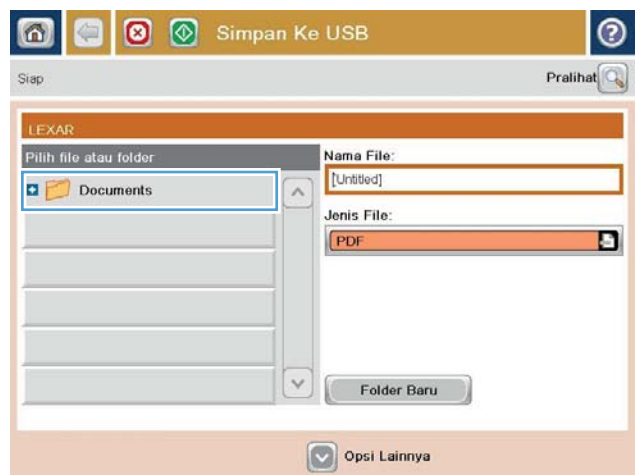 Simpan Ke USB
Siap
Pralihat
LEXAR
Pilih file atau folder
Nama File:
Documents
[Untitled]
Jenis File:
PDF
Folder Baru
Opsi Lainnya